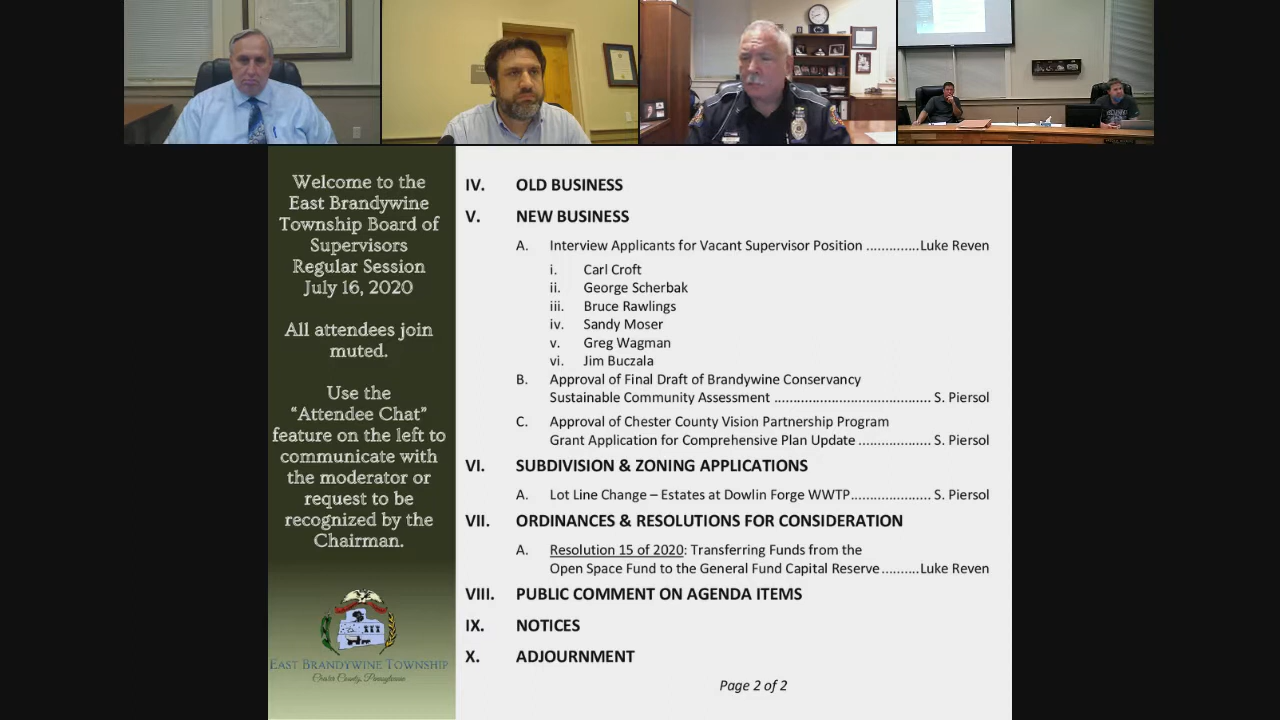 Welcome to the
East Brandywine
Township Board of
Supervisors
Regular Session
July 16, 2020
All attendees join
muted.
Use the
“Attendee Chat”
feature on the left to
communicate with
the moderator or
request to be
recognized by the
Chairman.
EAST BRANDYWINE TOWNSHIP
Chester County, Pennsylvania
IV. OLD BUSINESS
V. NEW BUSINESS
A. Interview Applicants for Vacant Supervisor Position ..............Luke Reven
i. Carl Croft
ii. George Scherbak
iii. Bruce Rawlings
iv. Sandy Moser
v. Greg Wagman
vi. Jim Buczala
B. Approval of Final Draft of Brandywine Conservancy
Sustainable Community Assessment ........................................ S. Piersol
C. Approval of Chester County Vision Partnership Program
Grant Application for Comprehensive Plan Update ................... S. Piersol
VI. SUBDIVISION & ZONING APPLICATIONS
A. Lot Line Change – Estates at Dowlin Forge WWTP..................... S. Piersol
VII. ORDINANCES & RESOLUTIONS FOR CONSIDERATION
A. Resolution 15 of 2020: Transferring Funds from the
Open Space Fund to the General Fund Capital Reserve..........Luke Reven
VIII. PUBLIC COMMENT ON AGENDA ITEMS
IX. NOTICES
X. ADJOURNMENT
Page 2 of 2